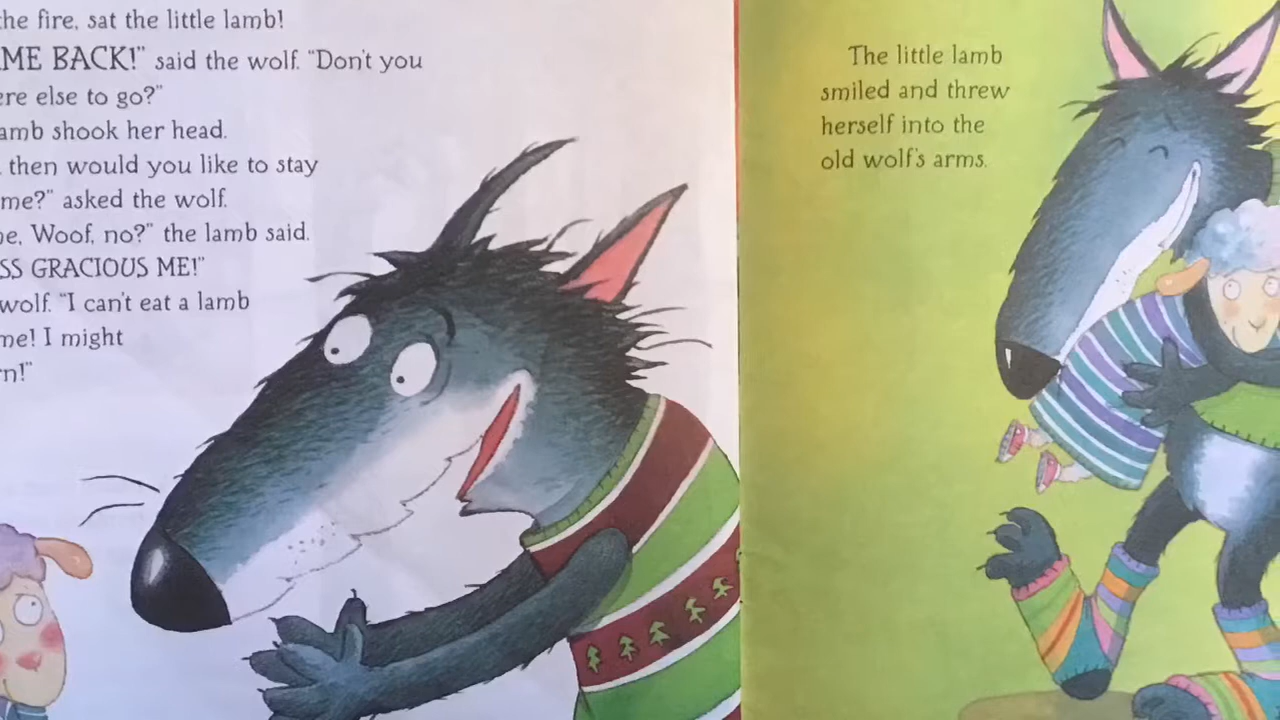 the fire, sat the little lamb!
ME BACK!" said the wolf. "Don't you
ere else to go?"
amb shook her head.
then would you like to stay
me?" asked the wolf.
e, Woof, no?" the lamb said.
SS GRACIOUS ME!"
wolf. "I can't eat a lamb
me! I might
n!"
The little lamb
smiled and threw
herself into the
old wolf's arms.